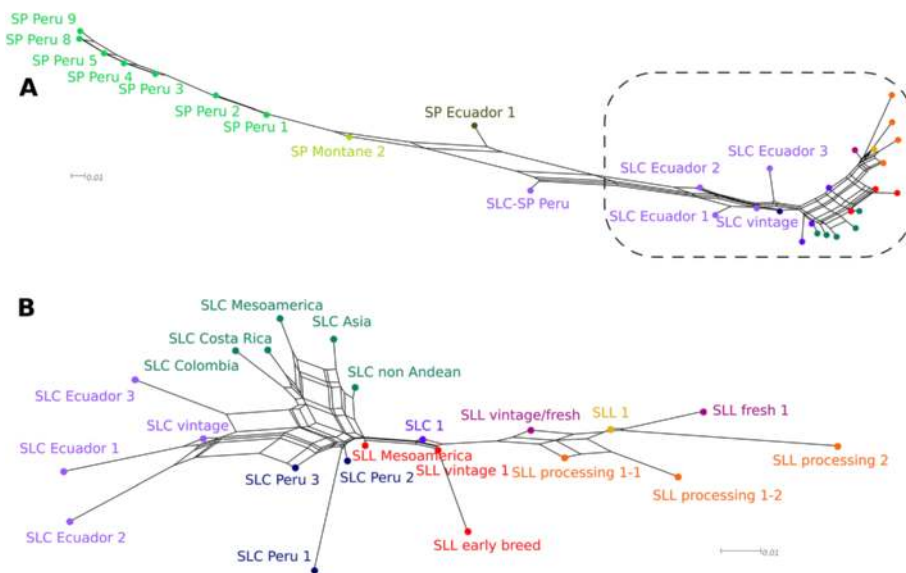 SP Peru 9
SP Peru 8
SP Peru 5
SP Peru 4
SP Peru 3
A
SP Peru 2
SP Peru 1
SP Ecuador 1
SP Montane 2
SLC Ecuador 3
SLC Ecuador 2
0.01
SLC-SP Peru
SLC Ecuador 1
SLC vintage
B
SLC Mesoamerica
SLC Asia
SLC Costa Rica
SLC Colombia
SLC non Andean
SLC Ecuador 3
SLC vintage
SLC 1
SLL vintage/fresh
SLL 1
SLL fresh 1
SLC Ecuador 1
SLL Mesoamerica
SLC Peru 3
SLC Peru 2
SLL vintage 1
SLL processing 1-1
SLL processing 2
SLL processing 1-2
SLC Ecuador 2
SLC Peru 1
SLL early breed
0.01